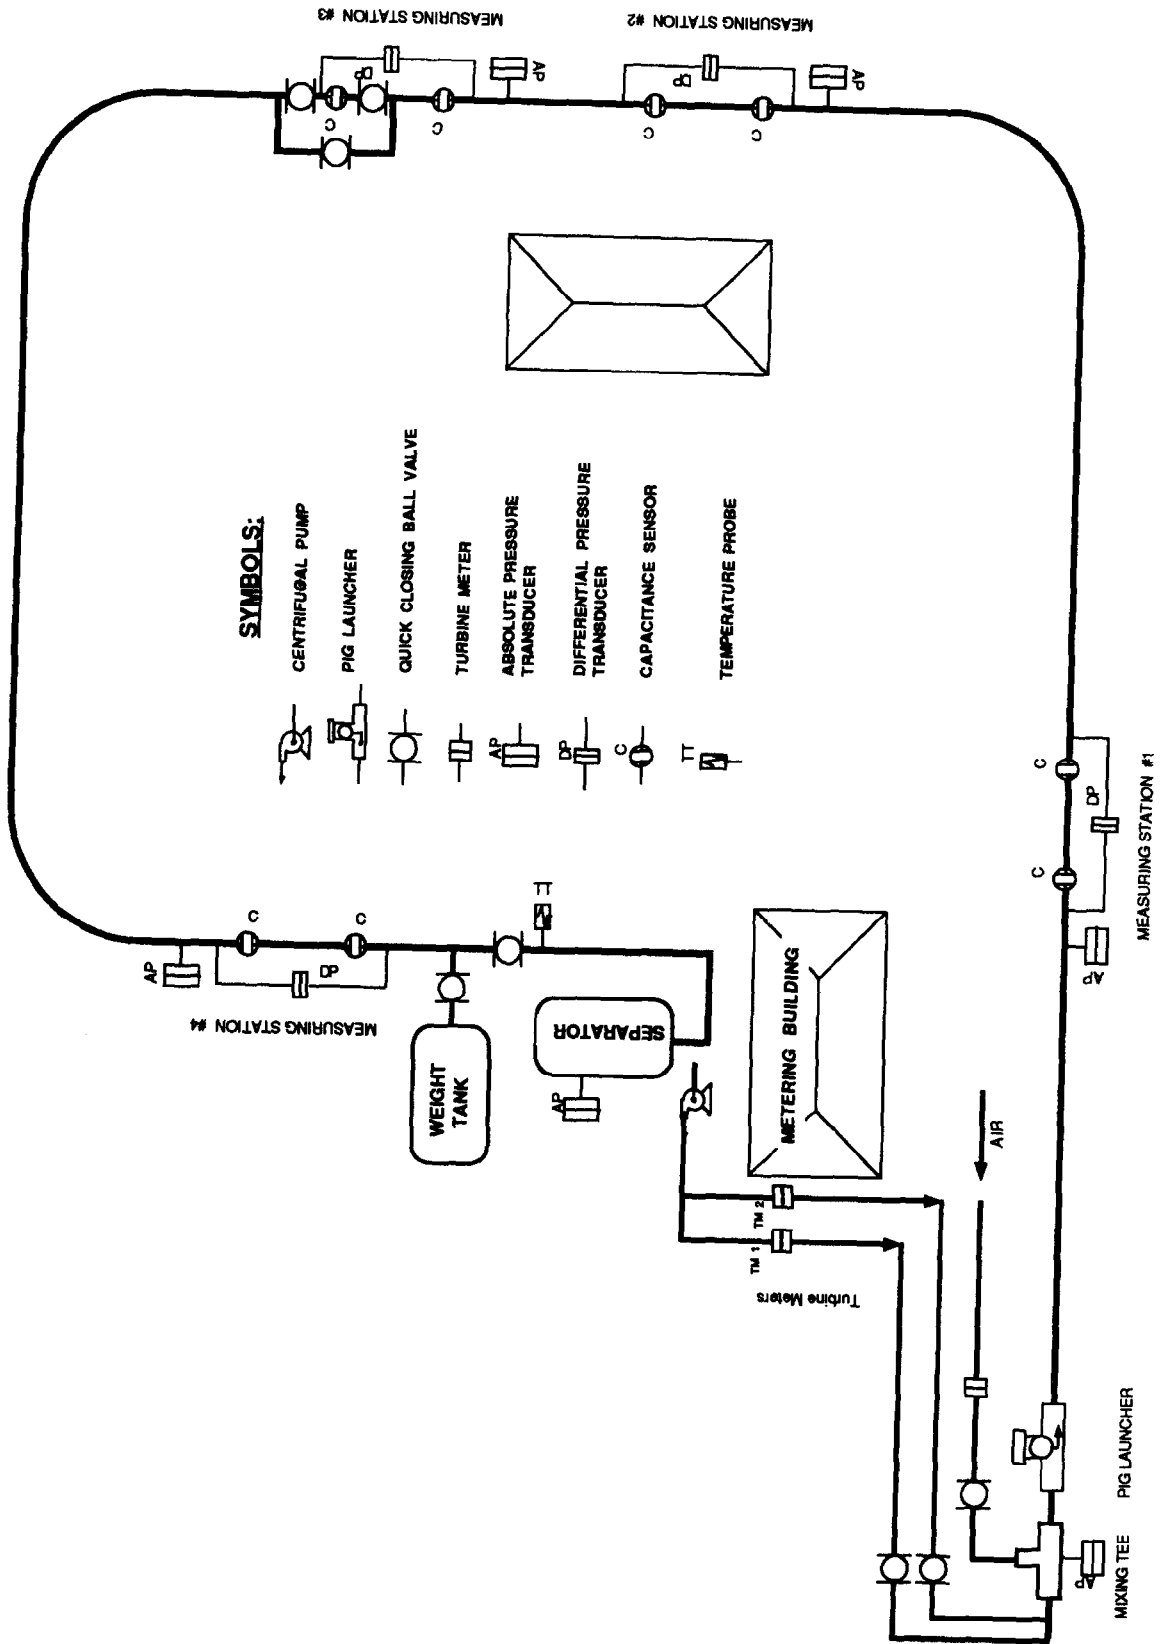 MEASURING STATION #3
MEASURING STATION #2
DP
AP
C
C
DP
AP
C
C
SYMBOLS:
CENTRIFUGAL PUMP
PIG LAUNCHER
QUICK CLOSING BALL VALVE
TURBINE METER
AP
ABSOLUTE PRESSURE
TRANSDUCER
DP
DIFFERENTIAL PRESSURE
TRANSDUCER
C
CAPACITANCE SENSOR
TT
TEMPERATURE PROBE
AP
C
C
DP
MEASURING STATION #4
TT
WEIGHT
TANK
SEPARATOR
AP
METERING BUILDING
C
C
DP
AP
MEASURING STATION #1
AIR
TM 1
TM 2
Turbine Meters
AP
MIXING TEE
PIG LAUNCHER